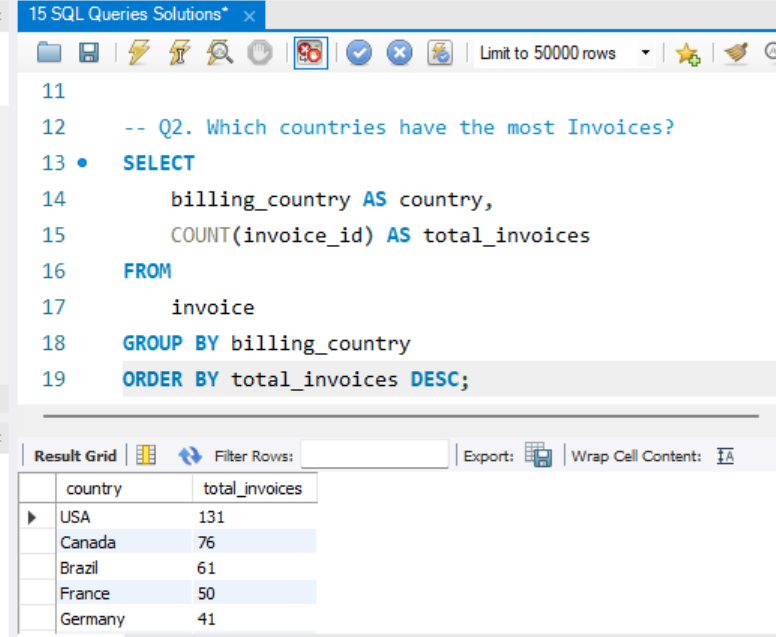 15 SQL Queries Solutions*
Limit to 50000 rows
11
12 -- Q2. Which countries have the most Invoices?
13 SELECT
14 billing_country AS country,
15 COUNT(invoice_id) AS total_invoices
16 FROM
17 invoice
18 GROUP BY billing_country
19 ORDER BY total_invoices DESC;
Result Grid Filter Rows: Export: Wrap Cell Content: IA
country total_invoices
USA 131
Canada 76
Brazil 61
France 50
Germany 41